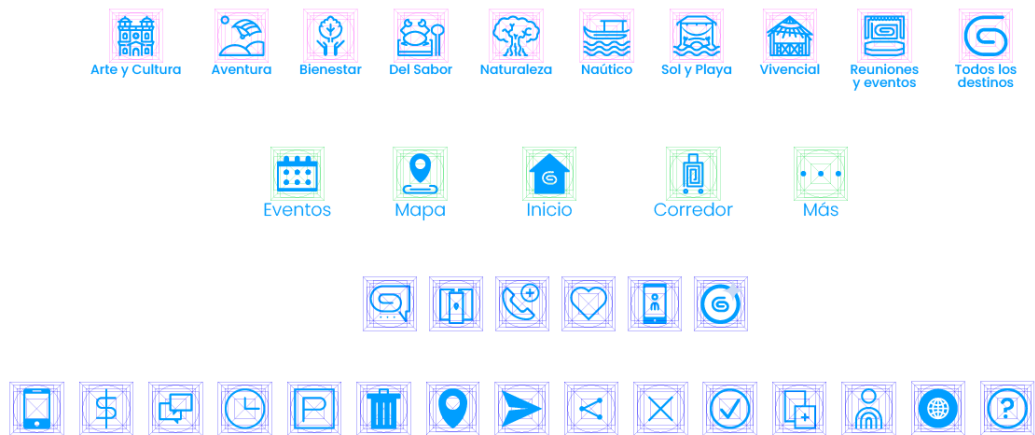 Arte y Cultura
Aventura
Bienestar
Del Sabor
Naturaleza
Naútico
Sol y Playa
Vivencial
Reuniones
y eventos
Todos los
destinos
Eventos
Mapa
Inicio
Corredor
Más
$
P
?